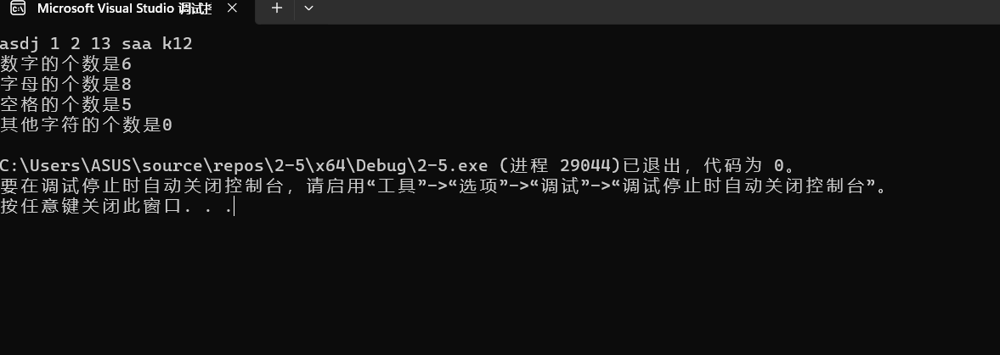 Microsoft Visual Studio 调试
asdj 1 2 13 saa k12
数字的个数是6
字母的个数是8
空格的个数是5
其他字符的个数是0
C:\Users\ASUS\source\repos\2-5\x64\Debug\2-5.exe (进程 29044)已退出，代码为 0。
要在调试停止时自动关闭控制台，请启用“工具”->“选项”->“调试”->“调试停止时自动关闭控制台”。
按任意键关闭此窗口. . .